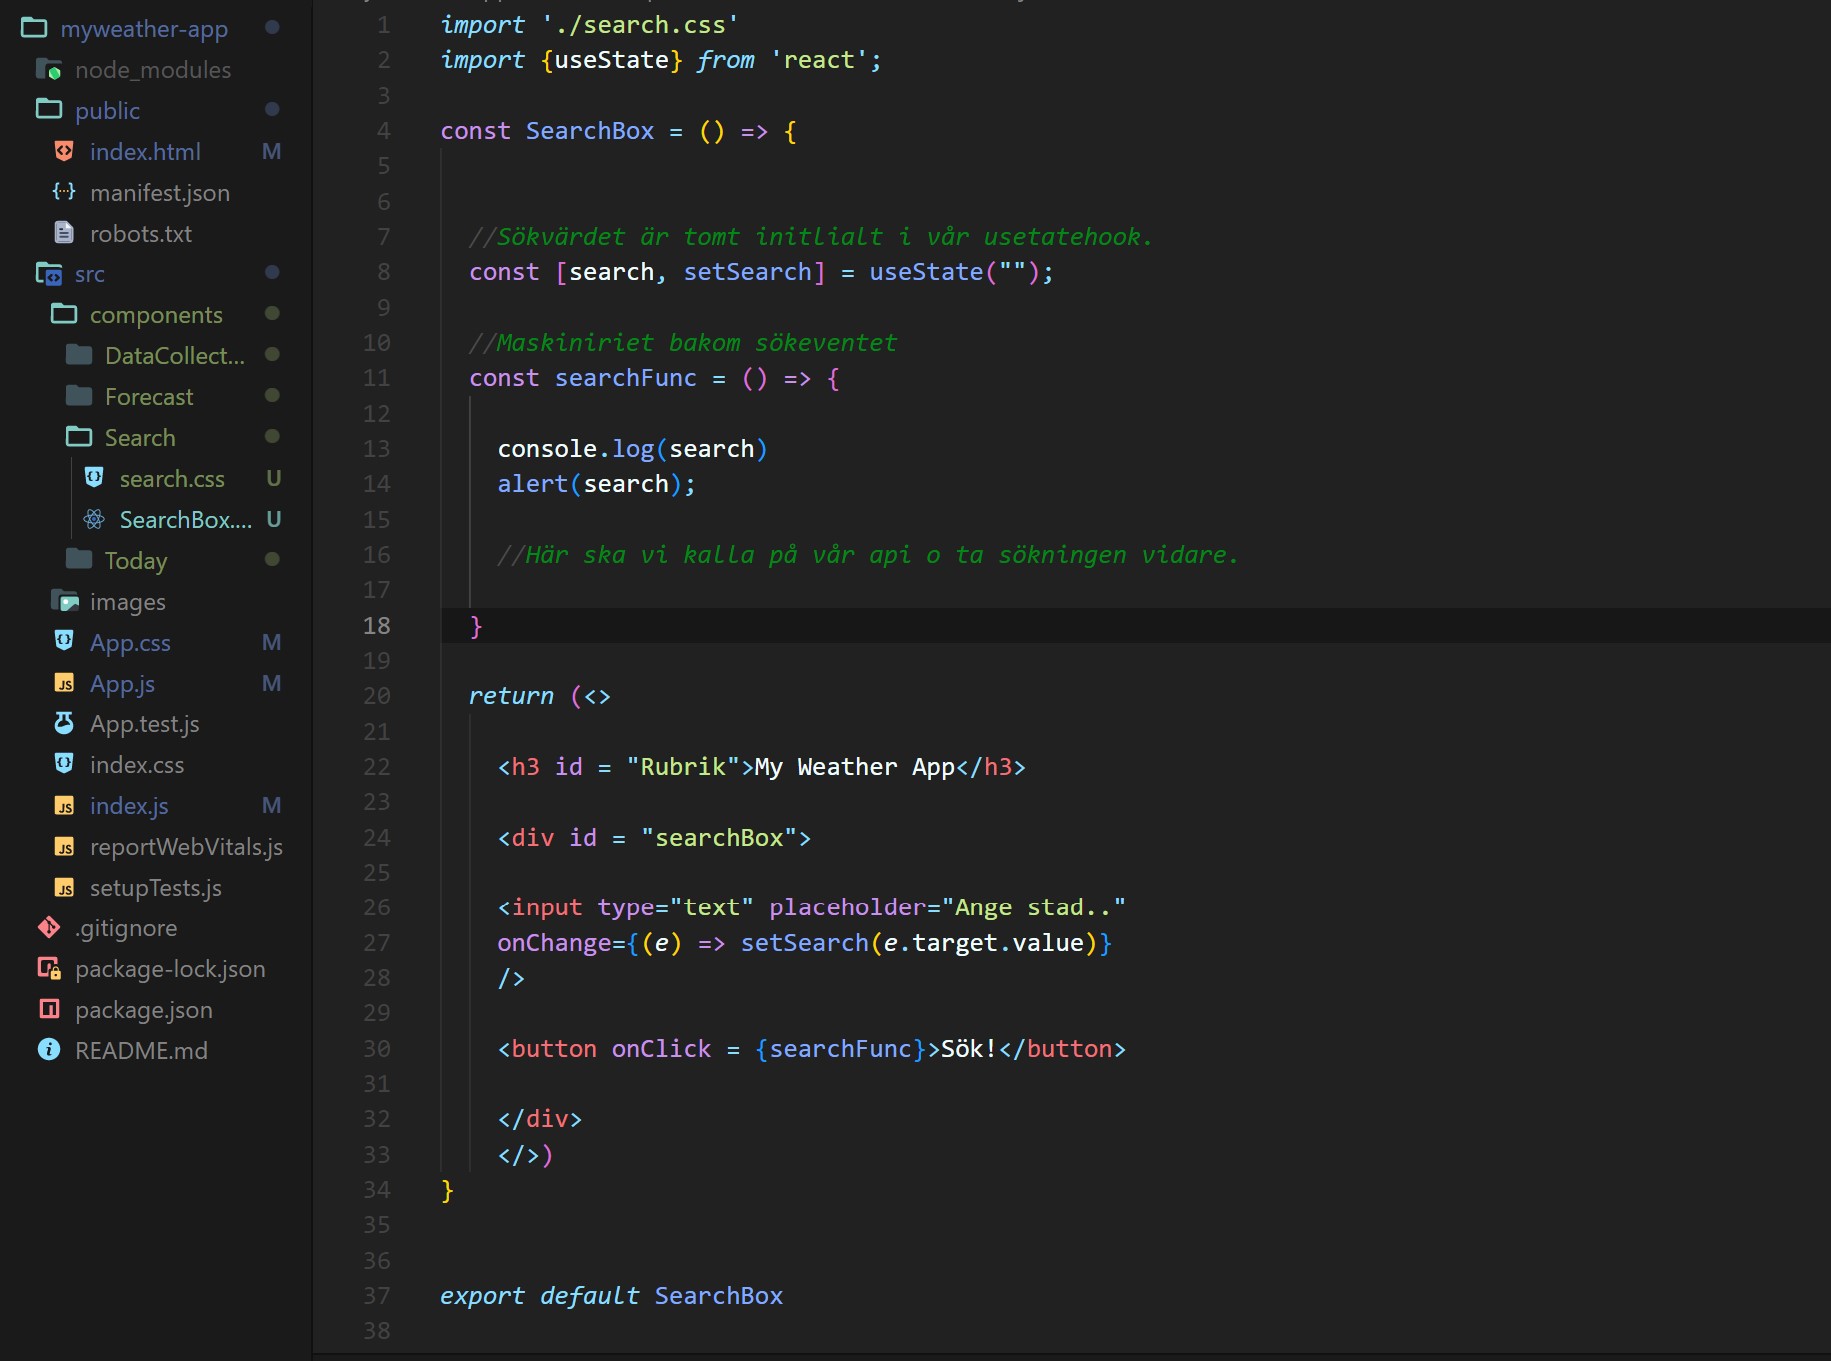 myweather-app
node_modules
public
index.html M
manifest.json
robots.txt
src
components
DataCollect...
Forecast
Search
search.css U
SearchBox.... U
Today
images
App.css M
App.js M
App.test.js
index.css
index.js M
reportWebVitals.js
setupTests.js
.gitignore
package-lock.json
package.json
README.md
1 import './search.css'
2 import {useState} from 'react';
3
4 const SearchBox = () => {
5
6
7 //Sökvärdet är tomt initlialt i vår usetatehook.
8 const [search, setSearch] = useState("");
9
10 //Maskiniriet bakom sökeventet
11 const searchFunc = () => {
12
13 console.log(search)
14 alert(search);
15
16 //Här ska vi kalla på vår api o ta sökningen vidare.
17
18 }
19
20 return (<>
21
22 <h3 id = "Rubrik">My Weather App</h3>
23
24 <div id = "searchBox">
25
26 <input type="text" placeholder="Ange stad.."
27 onChange={(e) => setSearch(e.target.value)}
28 />
29
30 <button onClick = {searchFunc}>Sök!</button>
31
32 </div>
33 </>)
34 }
35
36
37 export default SearchBox
38